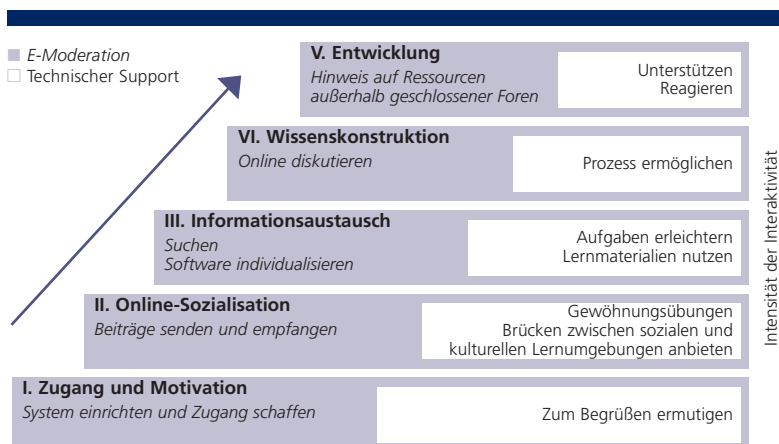 E-Moderation
Technischer Support
V. Entwicklung
Hinweis auf Ressourcen
außerhalb geschlossener Foren
Unterstützen
Reagieren
VI. Wissenskonstruktion
Online diskutieren
Prozess ermöglichen
III. Informationsaustausch
Suchen
Software individualisieren
Aufgaben erleichtern
Lernmaterialien nutzen
II. Online-Sozialisation
Beiträge senden und empfangen
Gewöhnungsübungen
Brücken zwischen sozialen und
kulturellen Lernumgebungen anbieten
I. Zugang und Motivation
System einrichten und Zugang schaffen
Zum Begrüßen ermutigen
Intensität der Interaktivität